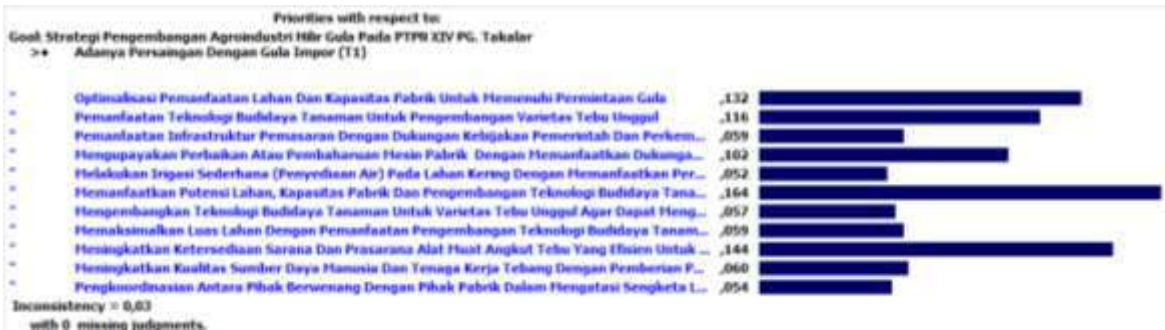 Priorities with respect to:
Goal: Strategi Pengembangan Agroindustri Hilir Gula Pada PTPN XIV PG. Takalar
Adanya Persaingan Dengan Gula Impor (T1)
Optimalisasi Pemanfaatan Lahan Dan Kapasitas Pabrik Untuk Memenuhi Permintaan Gula ,132
Pemanfaatan Teknologi Budidaya Tanaman Untuk Pengembangan Varietas Tebu Unggul ,116
Pemanfaatan Infrastruktur Pemasaran Dengan Dukungan Kebijakan Pemerintah Dan Perkem... ,059
Mengupayakan Perbaikan Atau Pembaharuan Mesin Pabrik Dengan Memanfaatkan Dukunga... ,102
Melakukan Irigasi Sederhana (Penyediaan Air) Pada Lahan Kering Dengan Memanfaatkan Per... ,052
Memanfaatkan Potensi Lahan, Kapasitas Pabrik Dan Pengembangan Teknologi Budidaya Tana... ,164
Mengembangkan Teknologi Budidaya Tanaman Untuk Varietas Tebu Unggul Agar Dapat Meng... ,057
Memaksimalkan Luas Lahan Dengan Pemanfaatan Pengembangan Teknologi Budidaya Tanam... ,059
Meningkatkan Ketersediaan Sarana Dan Prasarana Alat Muat Angkut Tebu Yang Efisien Untuk ... ,144
Meningkatkan Kualitas Sumber Daya Manusia Dan Tenaga Kerja Tebang Dengan Pemberian P... ,060
Pengkoordinasian Antara Pihak Berwenang Dengan Pihak Pabrik Dalam Mengatasi Sengketa L... ,054
Inconsistency = 0,03
with 0 missing judgments.